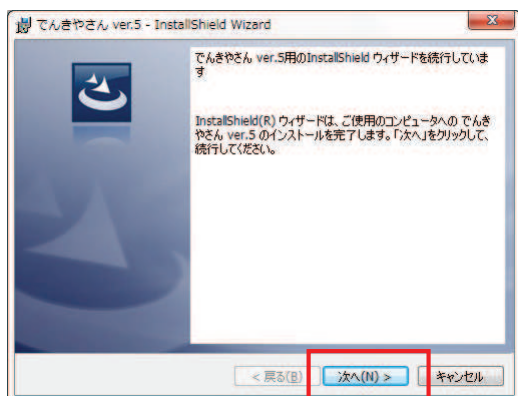 でんきやさん ver.5 - InstallShield Wizard
でんきやさん ver.5用のInstallShield ウィザードを続行していま
す
InstallShield(R) ウィザードは、ご使用のコンピュータへの でんき
やさん ver.5 のインストールを完了します。「次へ」をクリックして、
続行してください。
< 戻る(B) 次へ(N) > キャンセル